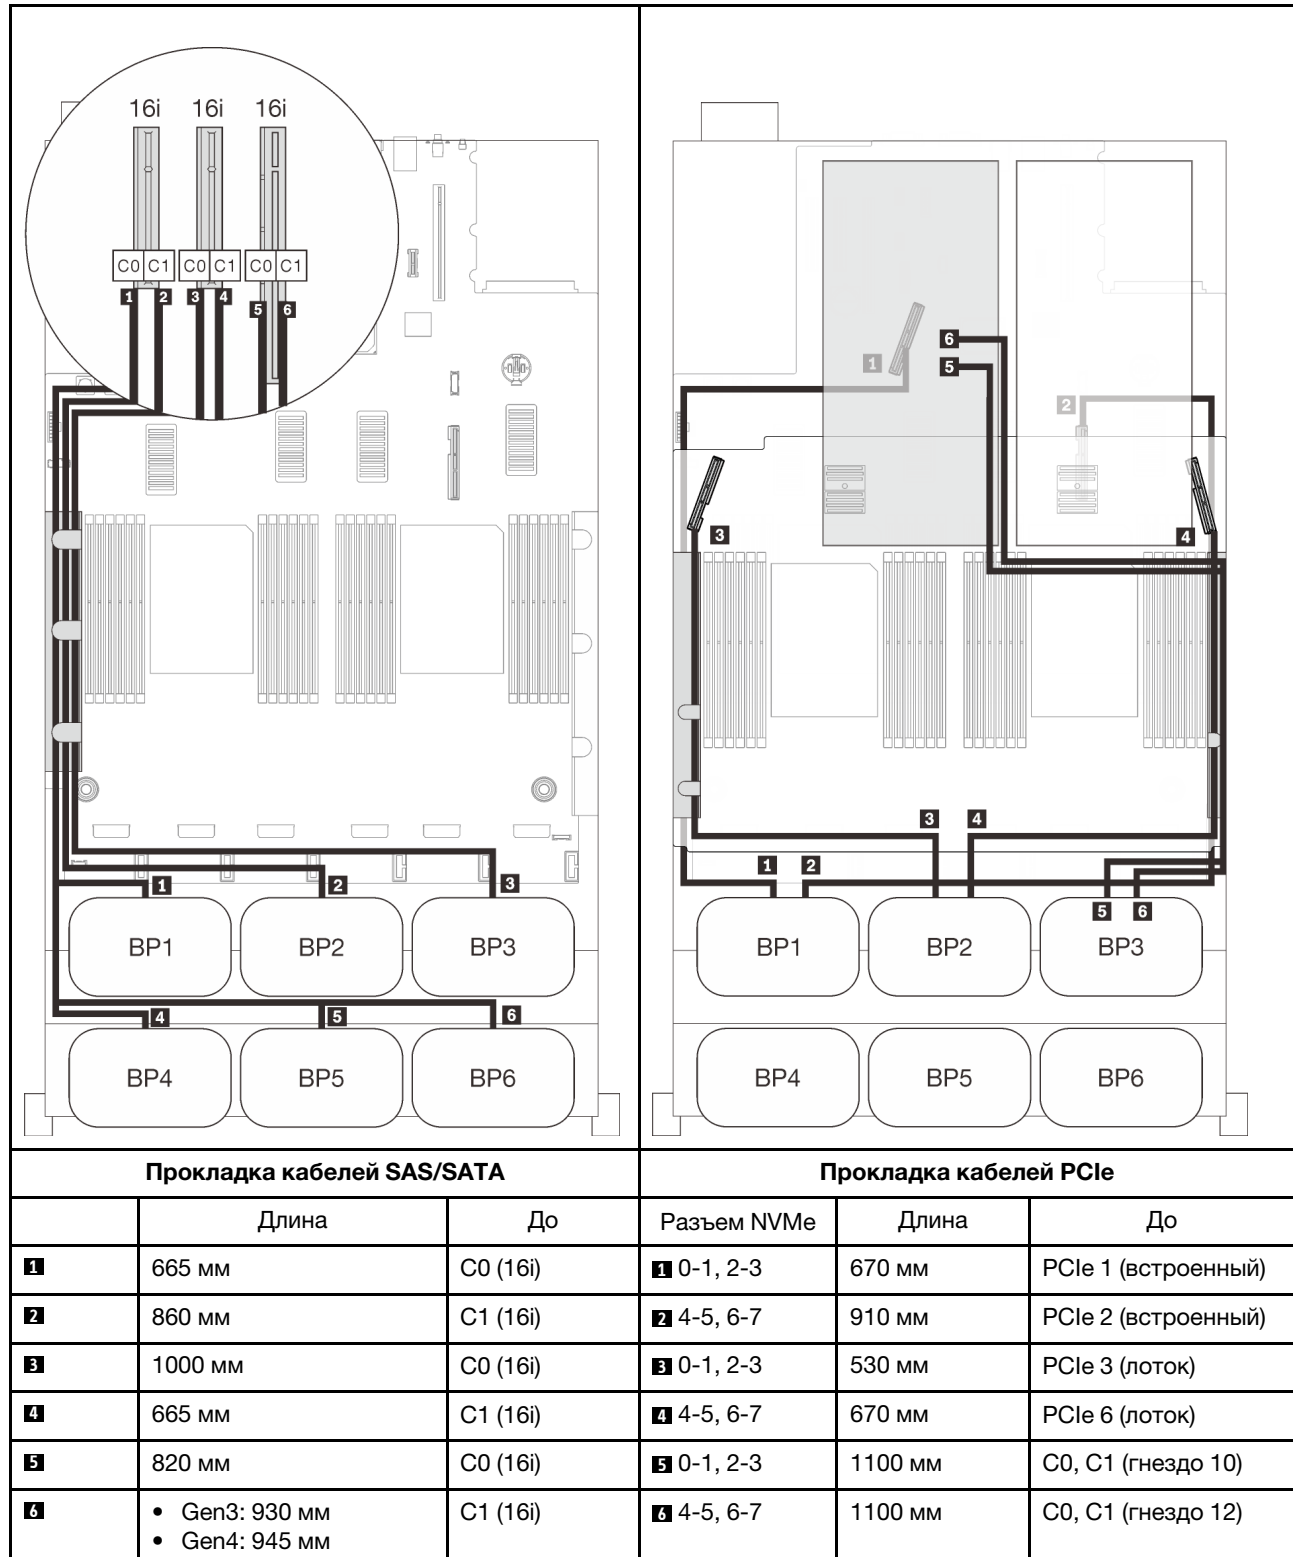 16i 16i 16i
C0 C1 C0 C1 C0 C1
1 2 3 4 5 6
1 2 3
BP1 BP2 BP3
4 5 6
BP4 BP5 BP6
6
1 5
2
3 4
3 4
1 2
5 6
BP1 BP2 BP3
BP4 BP5 BP6
Прокладка кабелей SAS/SATA Прокладка кабелей PCIe
Длина До Разъем NVMe Длина До
1 665 мм C0 (16i) 1 0-1, 2-3 670 мм PCIe 1 (встроенный)
2 860 мм C1 (16i) 2 4-5, 6-7 910 мм PCIe 2 (встроенный)
3 1000 мм C0 (16i) 3 0-1, 2-3 530 мм PCIe 3 (лоток)
4 665 мм C1 (16i) 4 4-5, 6-7 670 мм PCIe 6 (лоток)
5 820 мм C0 (16i) 5 0-1, 2-3 1100 мм C0, C1 (гнездо 10)
6 • Gen3: 930 мм C1 (16i) 6 4-5, 6-7 1100 мм C0, C1 (гнездо 12)
• Gen4: 945 мм